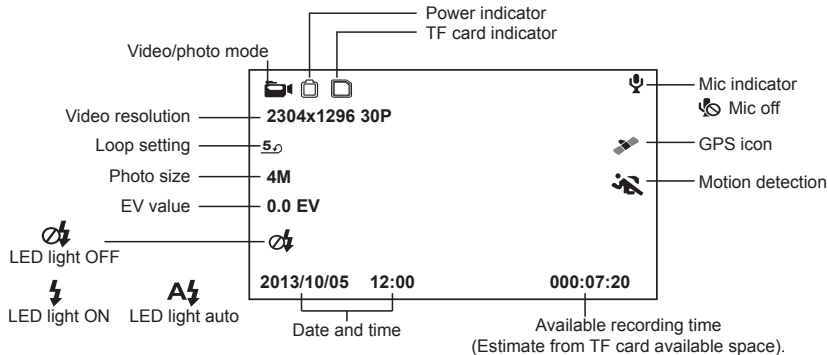 Power indicator
TF card indicator
Video/photo mode
Mic indicator
Mic off
Video resolution
2304x1296 30P
Loop setting
5
GPS icon
Photo size
4M
Motion detection
EV value
0.0 EV
LED light OFF
2013/10/05 12:00 000:07:20
A
LED light ON LED light auto
Date and time
Available recording time
(Estimate from TF card available space).